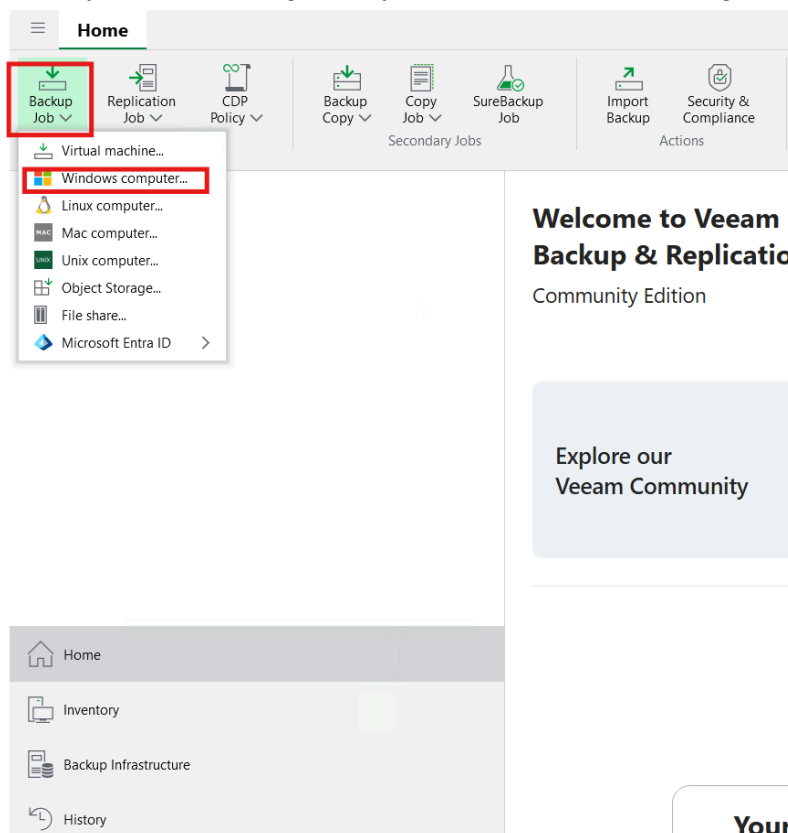 Home
Backup
Job
Replication
Job
CDP
Policy
Backup
Copy
Copy
Job
SureBackup
Job
Import
Backup
Security &
Compliance
Secondary Jobs
Actions
Virtual machine...
Windows computer...
Linux computer...
MAC Mac computer...
UNIX Unix computer...
Object Storage...
File share...
Microsoft Entra ID
Welcome to Veeam
Backup & Replicatio
Community Edition
Explore our
Veeam Community
Home
Inventory
Backup Infrastructure
History
Your